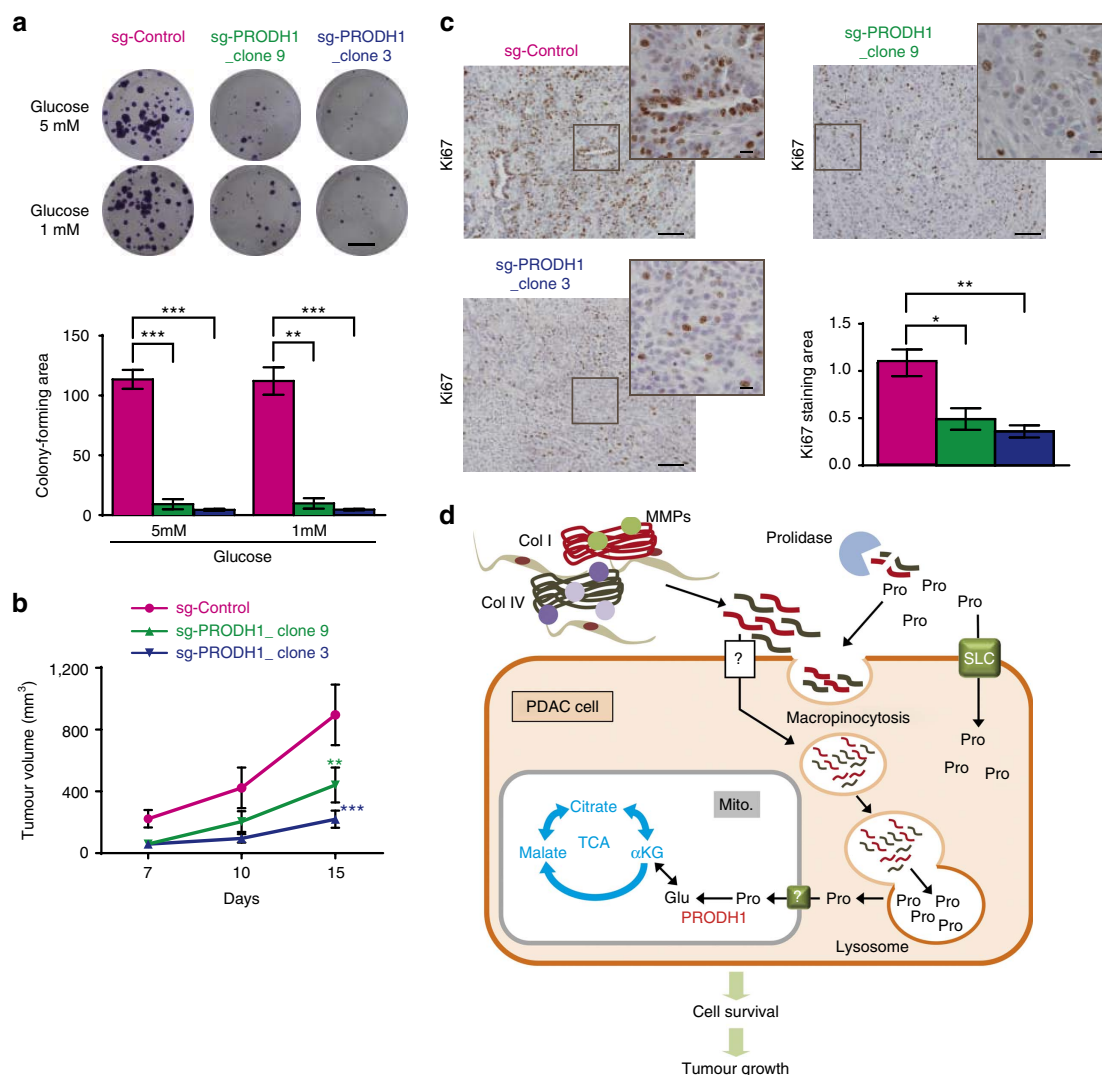 a
sg-Control
sg-PRODH1
_clone 9
sg-PRODH1
_clone 3
Glucose
5 mM
Glucose
1 mM
Colony-forming area
150
100
50
0
***
***
***
**
5mM
1mM
Glucose
b
sg-Control
sg-PRODH1_ clone 9
sg-PRODH1_ clone 3
Tumour volume (mm³)
1,200
800
400
0
**
***
7
10
15
Days
c
sg-Control
Ki67
sg-PRODH1
_clone 9
Ki67
sg-PRODH1
_clone 3
Ki67
Ki67 staining area
1.5
1.0
0.5
0.0
**
*
d
MMPs
Col I
Col IV
Prolidase
Pro
Pro
Pro
Pro
?
SLC
PDAC cell
Macropinocytosis
Pro
Pro
Pro
Mito.
Citrate
TCA
Malate
αKG
Glu
Pro
?
Pro
Pro
Pro
Pro
Pro
PRODH1
Lysosome
Cell survival
Tumour growth